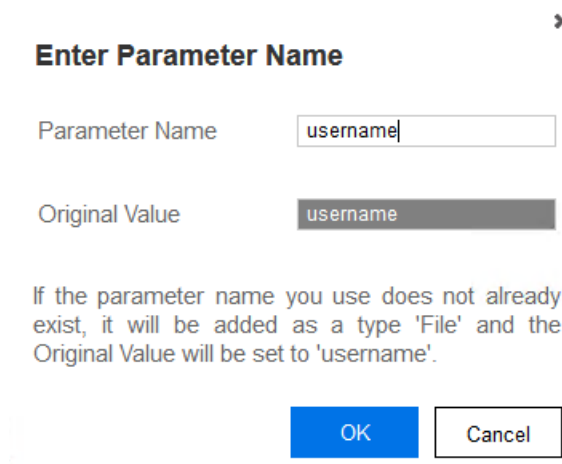 Enter Parameter Name
Parameter Name username
Original Value username
If the parameter name you use does not already
exist, it will be added as a type 'File' and the
Original Value will be set to 'username'.
OK Cancel